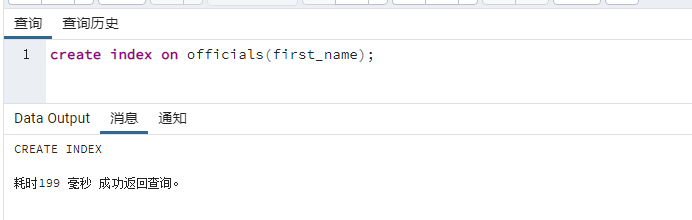 查询 查询历史
1 create index on officials(first_name);
Data Output 消息 通知
CREATE INDEX
耗时199 毫秒 成功返回查询。